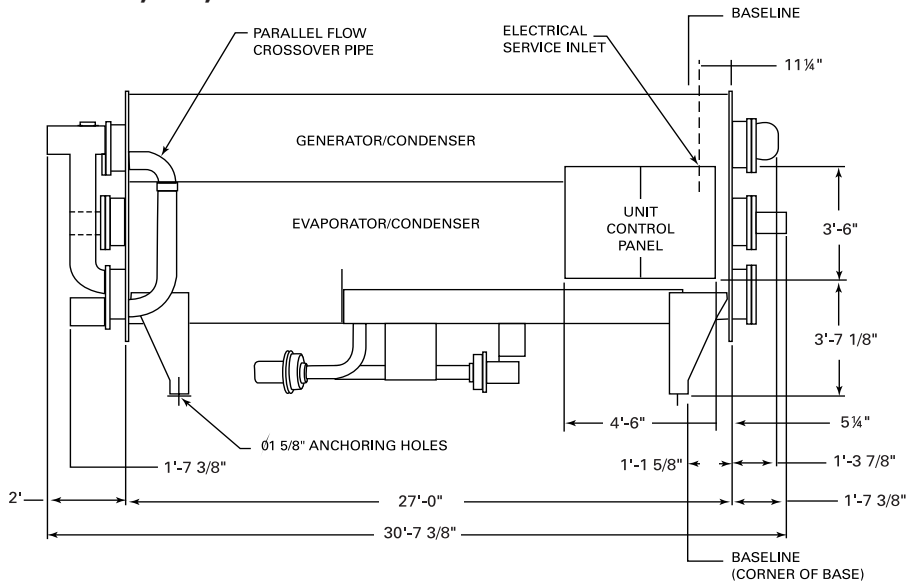 BASELINE
PARALLEL FLOW
CROSSOVER PIPE
ELECTRICAL
SERVICE INLET
11 ¼"
GENERATOR/CONDENSER
EVAPORATOR/CONDENSER
UNIT
CONTROL
PANEL
3'-6"
3'-7 1/8"
4'-6"
5¼"
Ø1 5/8" ANCHORING HOLES
1'-7 3/8"
1'-1 5/8"
1'-3 7/8"
2'-
27'-0"
1'-7 3/8"
30'-7 3/8"
BASELINE
(CORNER OF BASE)